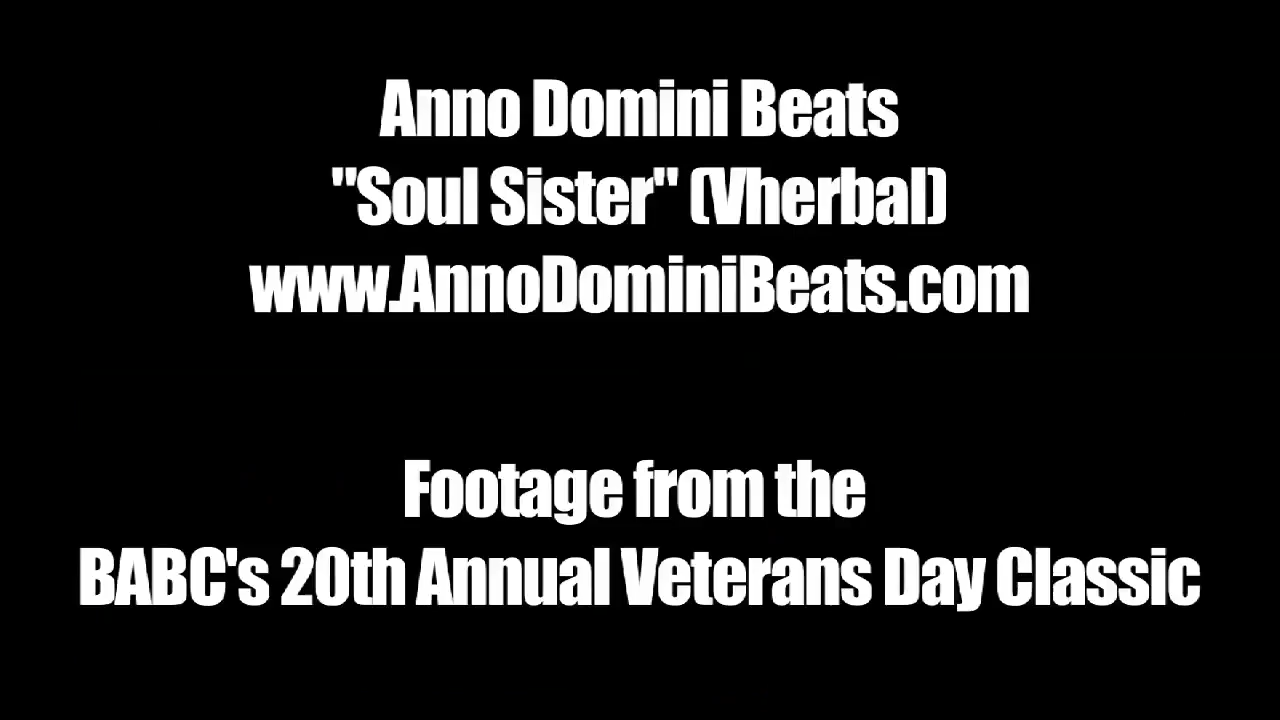 Anno Domini Beats
"Soul Sister" (Vherbal)
www.AnnoDominiBeats.com
Footage from the
BABC's 20th Annual Veterans Day Classic